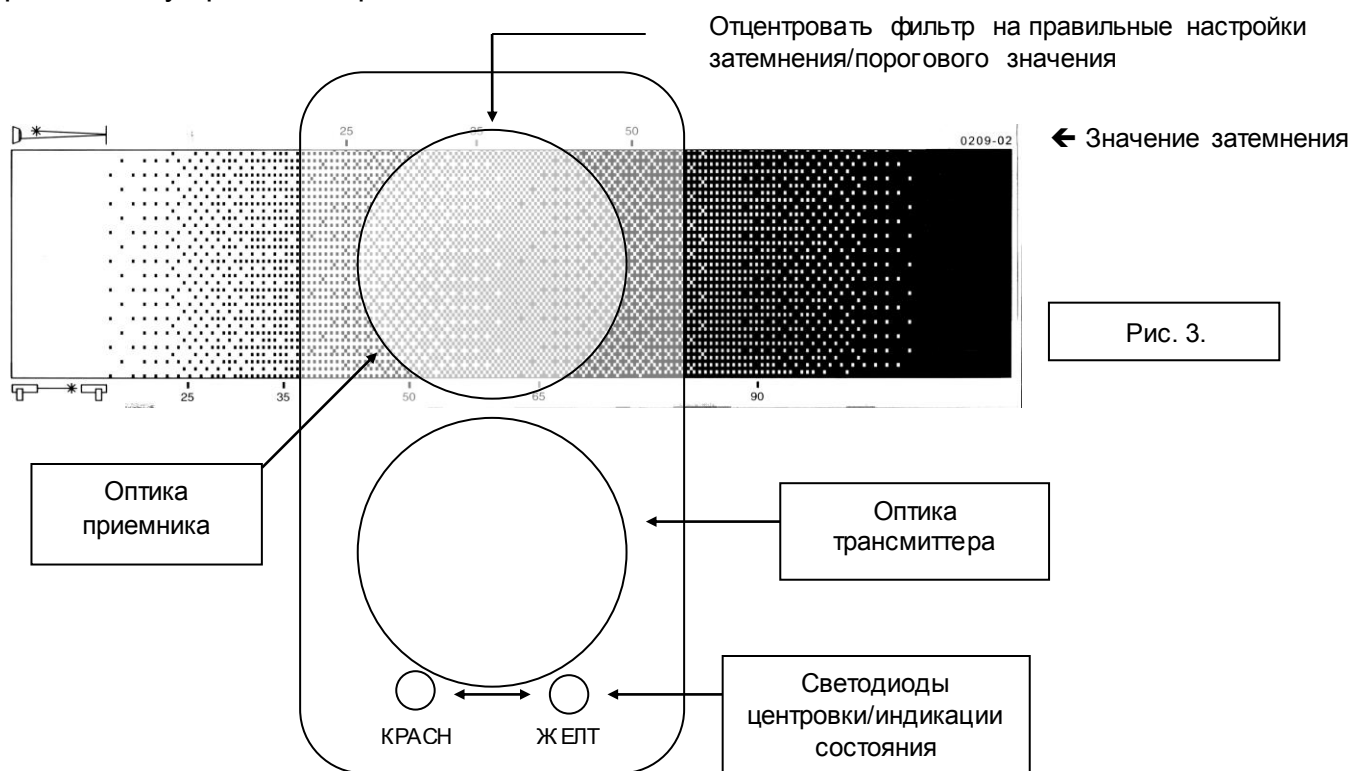 Отцентровать фильтр на правильные настройки
затемнения/порогового значения
25 35 50
0209-02
← Значение затемнения
Рис. 3.
25 35 50 65 90
Оптика
приемника
Оптика
трансмиттера
Светодиоды
центровки/индикации
состояния
КРАСН ЖЕЛТ